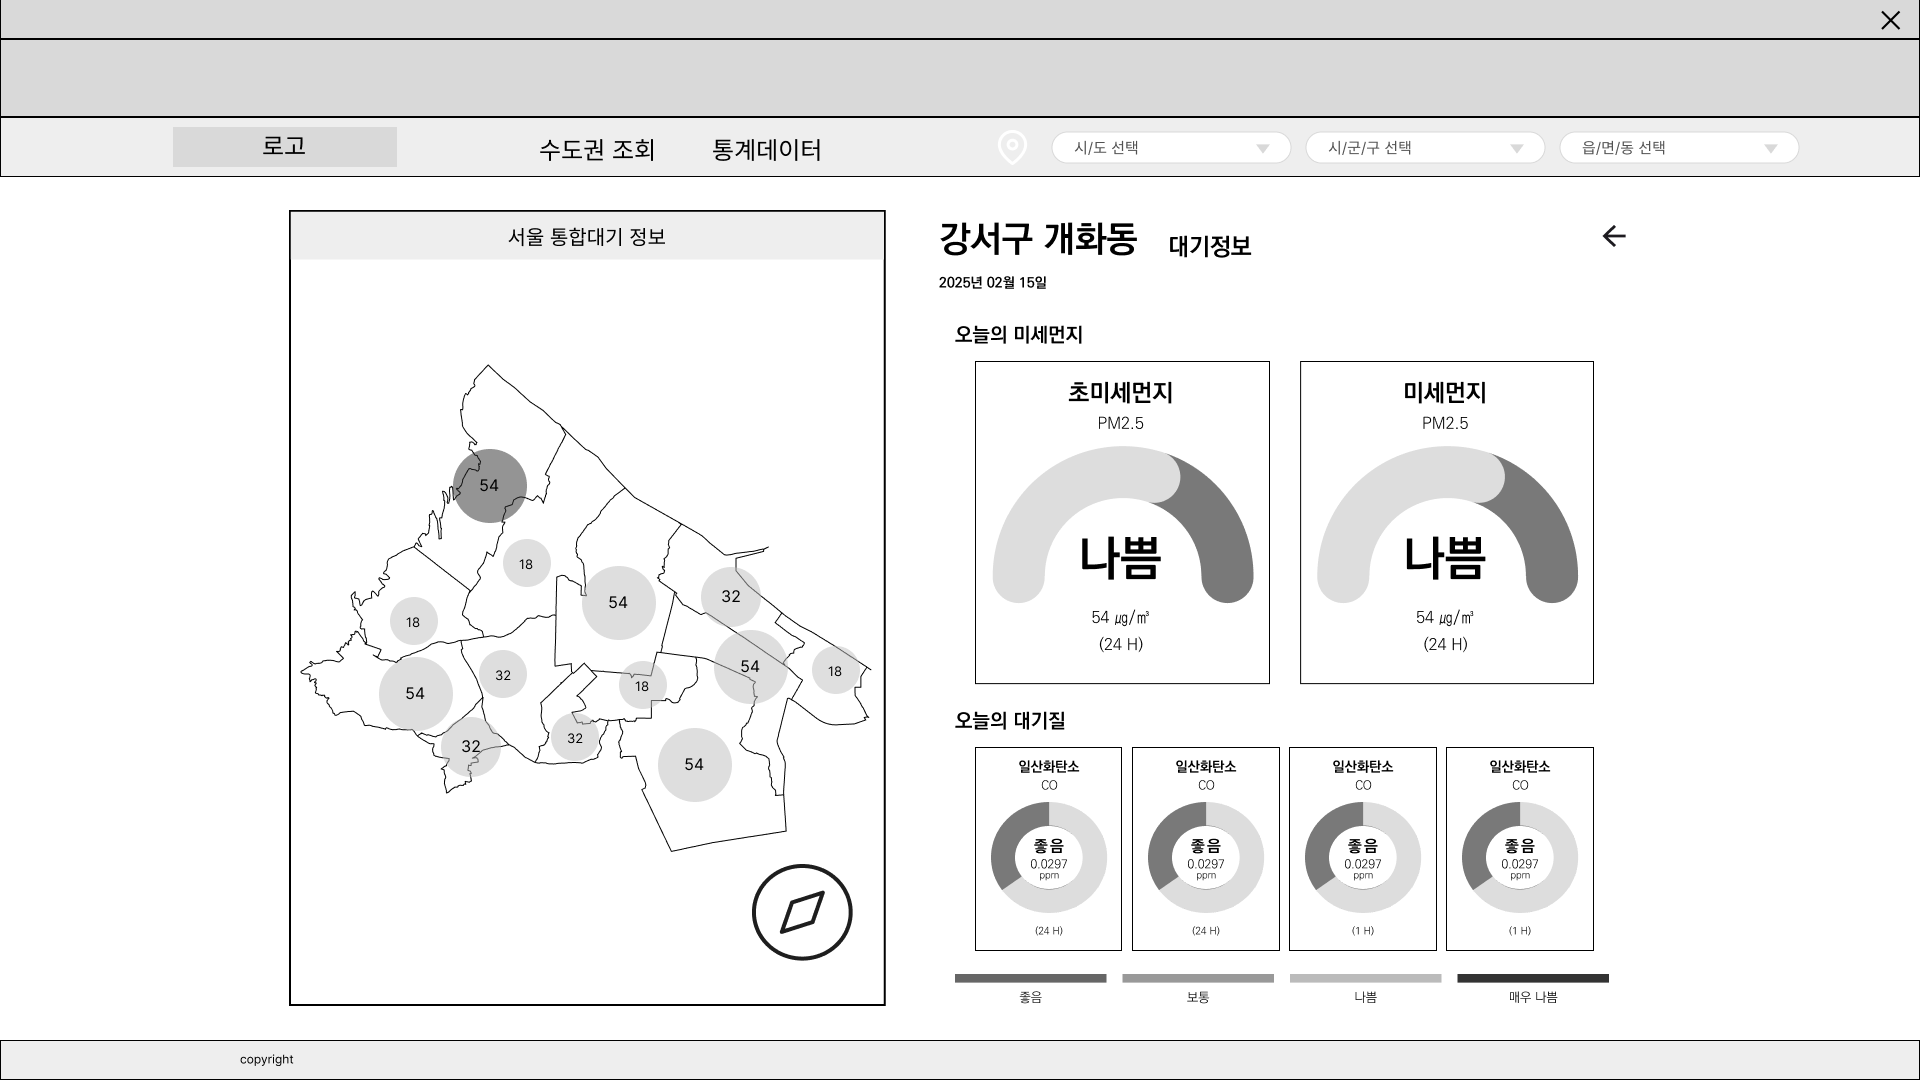 로고
수도권 조회
통계데이터
시/도 선택
시/군/구 선택
읍/면/동 선택
서울 통합대기 정보
54
18
54
32
18
54
32
54
18
18
32
32
54
강서구 개화동 대기정보
2025년 02월 15일
오늘의 미세먼지
초미세먼지
PM2.5
나쁨
54 ㎍/㎥
(24 H)
미세먼지
PM2.5
나쁨
54 ㎍/㎥
(24 H)
오늘의 대기질
일산화탄소
CO
좋음
0.0297
ppm
(24 H)
일산화탄소
CO
좋음
0.0297
ppm
(24 H)
일산화탄소
CO
좋음
0.0297
ppm
(1 H)
일산화탄소
CO
좋음
0.0297
ppm
(1 H)
좋음
보통
나쁨
매우 나쁨
copyright